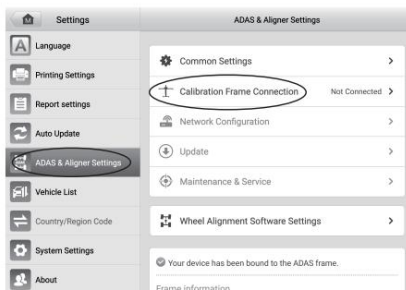 Settings
ADAS & Aligner Settings
Language
Printing Settings
Report settings
Auto Update
ADAS & Aligner Settings
Vehicle List
Country/Region Code
System Settings
About
Common Settings
Calibration Frame Connection Not Connected
Network Configuration
Update
Maintenance & Service
Wheel Alignment Software Settings
Your device has been bound to the ADAS frame.
Frame information